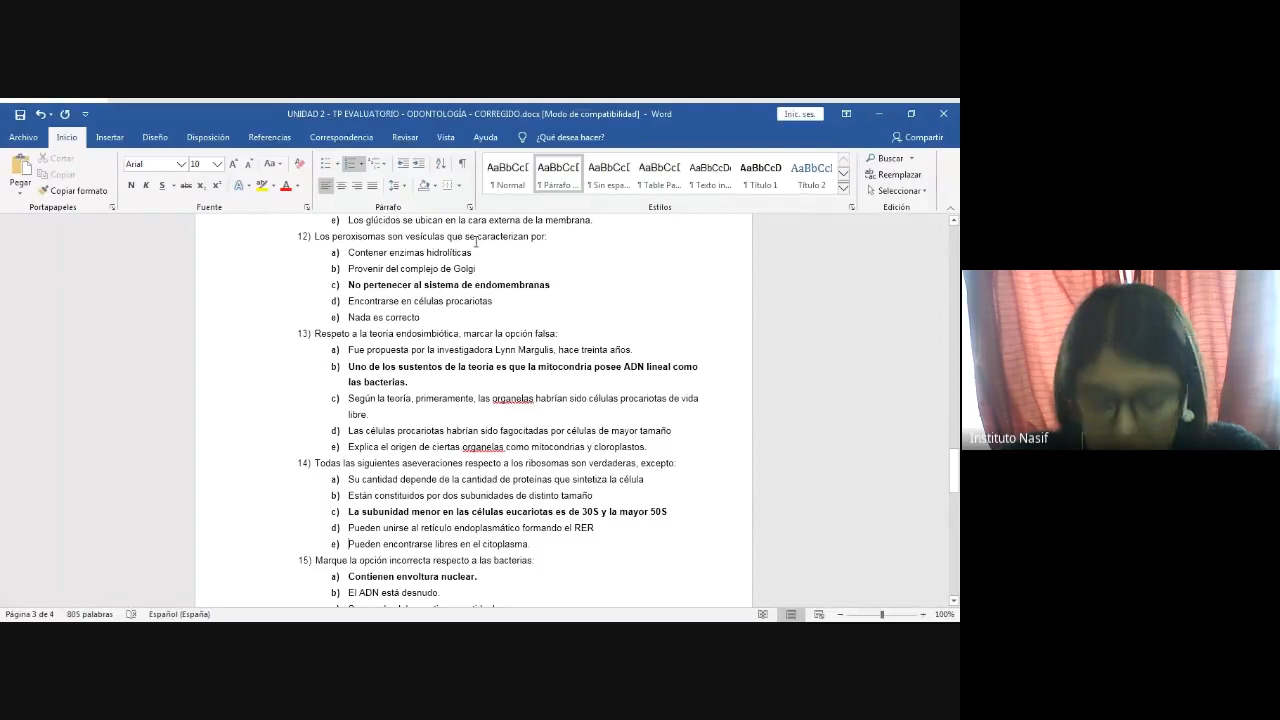 UNIDAD 2 - TP EVALUATORIO - ODONTOLOGÍA - CORREGIDO.docx [Modo de compatibilidad] - Word
Inic. ses.
Archivo Inicio Insertar Diseño Disposición Referencias Correspondencia Revisar Vista Ayuda ¿Qué desea hacer? Compartir
Pegar
Cortar
Copiar
Copiar formato
Portapapeles
Arial 10
N K S abc x₂ x²
Fuente
Párrafo
AaBbCcI AaBbCcI AaBbCcI AaBbCcI AaBbCcDı AaBbCcD AaBbCcI
¶ Normal ¶ Párrafo ... ¶ Sin espa... ¶ Table Pa... ¶ Texto in... ¶ Título 1 Título 2
Estilos
Buscar
Reemplazar
Seleccionar
Edición
e) Los glúcidos se ubican en la cara externa de la membrana.
12) Los peroxisomas son vesículas que se caracterizan por:
a) Contener enzimas hidrolíticas
b) Provenir del complejo de Golgi
c) No pertenecer al sistema de endomembranas
d) Encontrarse en células procariotas
e) Nada es correcto
13) Respeto a la teoría endosimbiótica, marcar la opción falsa:
a) Fue propuesta por la investigadora Lynn Margulis, hace treinta años.
b) Uno de los sustentos de la teoría es que la mitocondria posee ADN lineal como
las bacterias.
c) Según la teoría, primeramente, las organelas habrían sido células procariotas de vida
libre.
d) Las células procariotas habrían sido fagocitadas por células de mayor tamaño
e) Explica el origen de ciertas organelas como mitocondrias y cloroplastos.
14) Todas las siguientes aseveraciones respecto a los ribosomas son verdaderas, excepto:
a) Su cantidad depende de la cantidad de proteínas que sintetiza la célula
b) Están constituidos por dos subunidades de distinto tamaño
c) La subunidad menor en las células eucariotas es de 30S y la mayor 50S
d) Pueden unirse al retículo endoplasmático formando el RER
e) Pueden encontrarse libres en el citoplasma.
15) Marque la opción incorrecta respecto a las bacterias:
a) Contienen envoltura nuclear.
b) El ADN está desnudo.
Página 3 de 4 805 palabras Español (España) 100%
Instituto Nasif